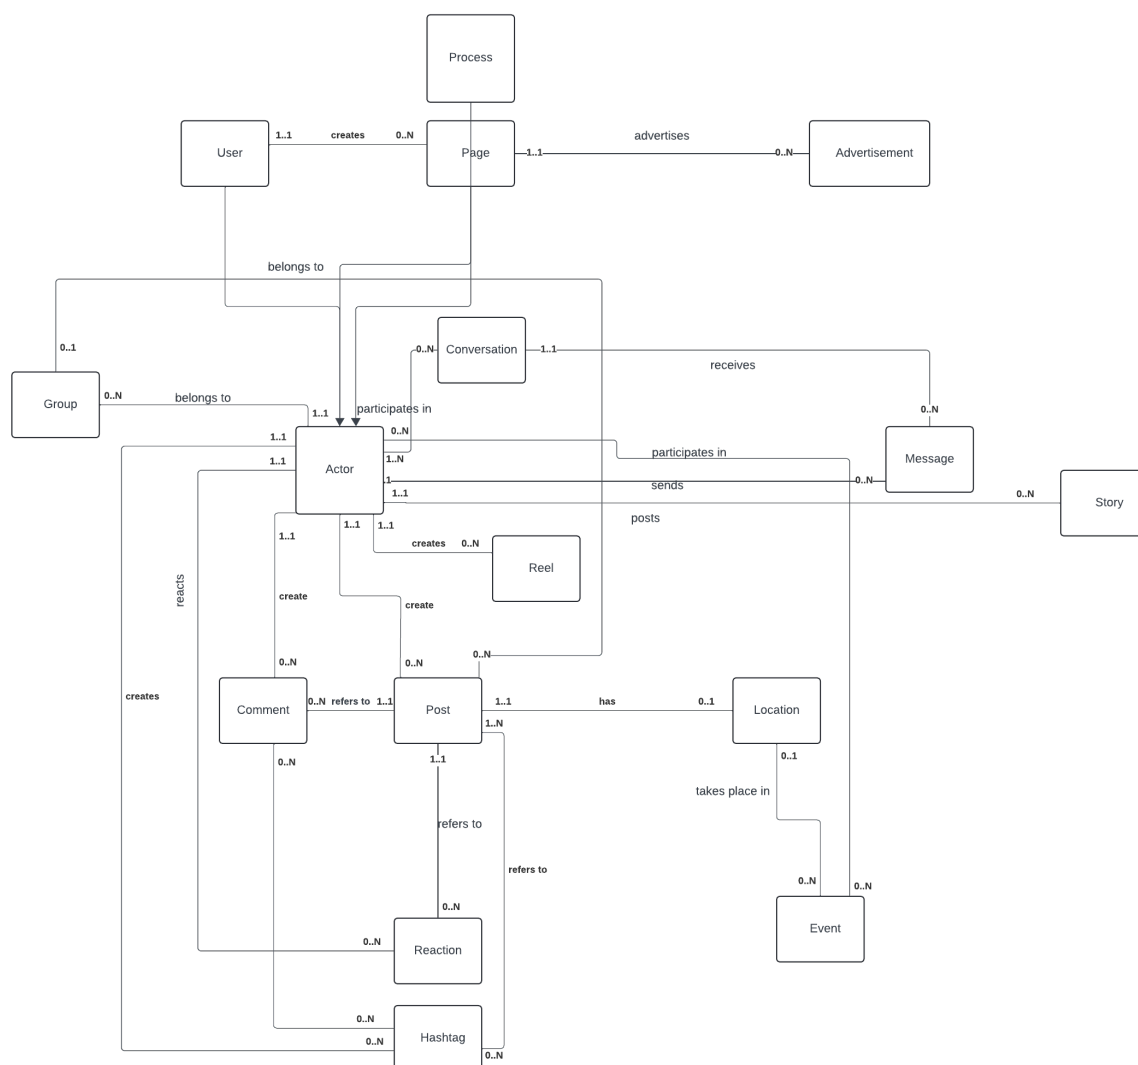 Process
User
1..1
creates
0..N
Page
1..1
advertises
0..N
Advertisement
belongs to
0..1
Conversation
0..N
1..1
receives
0..N
Group
0..N
belongs to
1..1
participates in
0..N
1..N
1..1
1..1
Actor
participates in
Message
.1
sends
0..N
1..1
posts
0..N
Story
1..1
1..1
1..1
creates
0..N
Reel
reacts
create
create
0..N
0..N
0..N
creates
Comment
0..N
refers to
1..1
Post
1..1
has
0..1
Location
1..N
0..N
1..1
0..1
takes place in
refers to
refers to
0..N
0..N
0..N
Event
0..N
Reaction
0..N
0..N
Hashtag
0..N